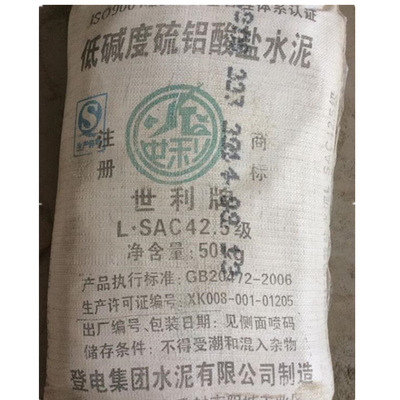 低碱度硫铝酸盐水泥
注册 商标
世利
世利牌
L·SAC42.5级
净含量:50
产品执行标准:GB20472-2006
生产许可证编号:XK008-001-01205
出厂编号、包装日期:见侧面喷码
储存条件:不得受潮和混入杂物
登电集团水泥有限公司制造